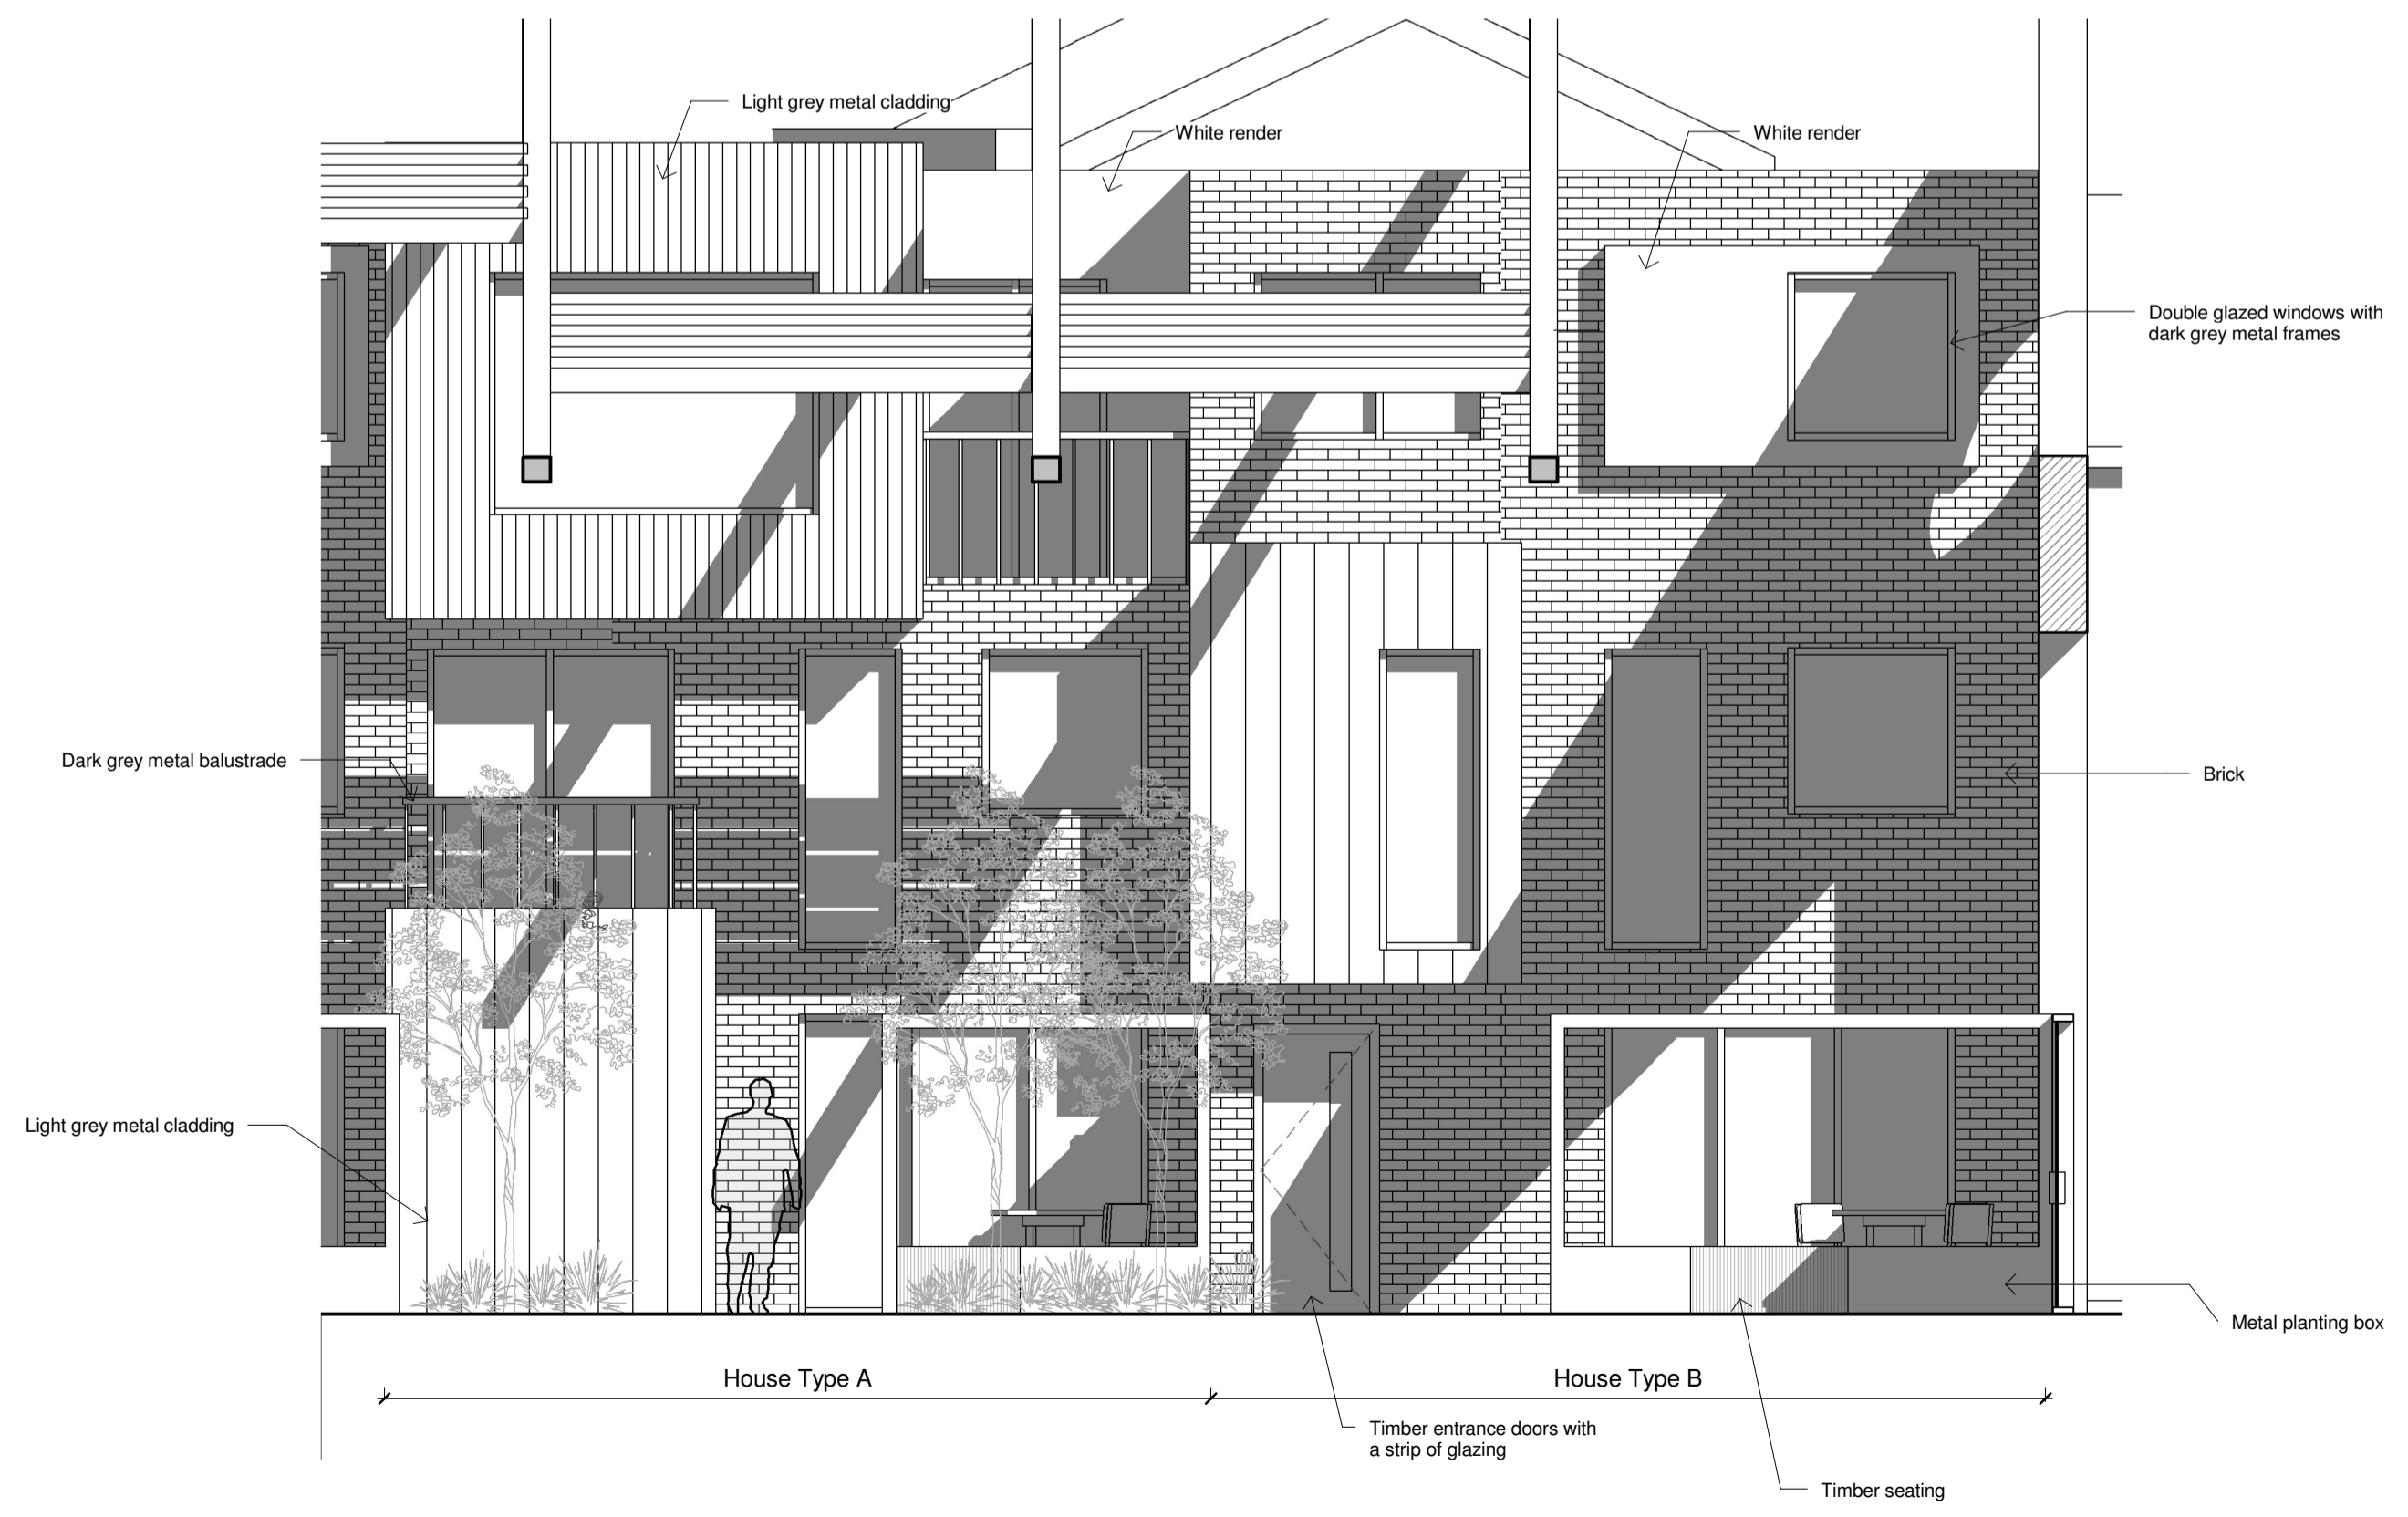 Light grey metal cladding
White render
White render
Double glazed windows with
dark grey metal frames
Dark grey metal balustrade
Brick
Light grey metal cladding
Metal planting box
House Type A
House Type B
Timber entrance doors with
a strip of glazing
Timber seating